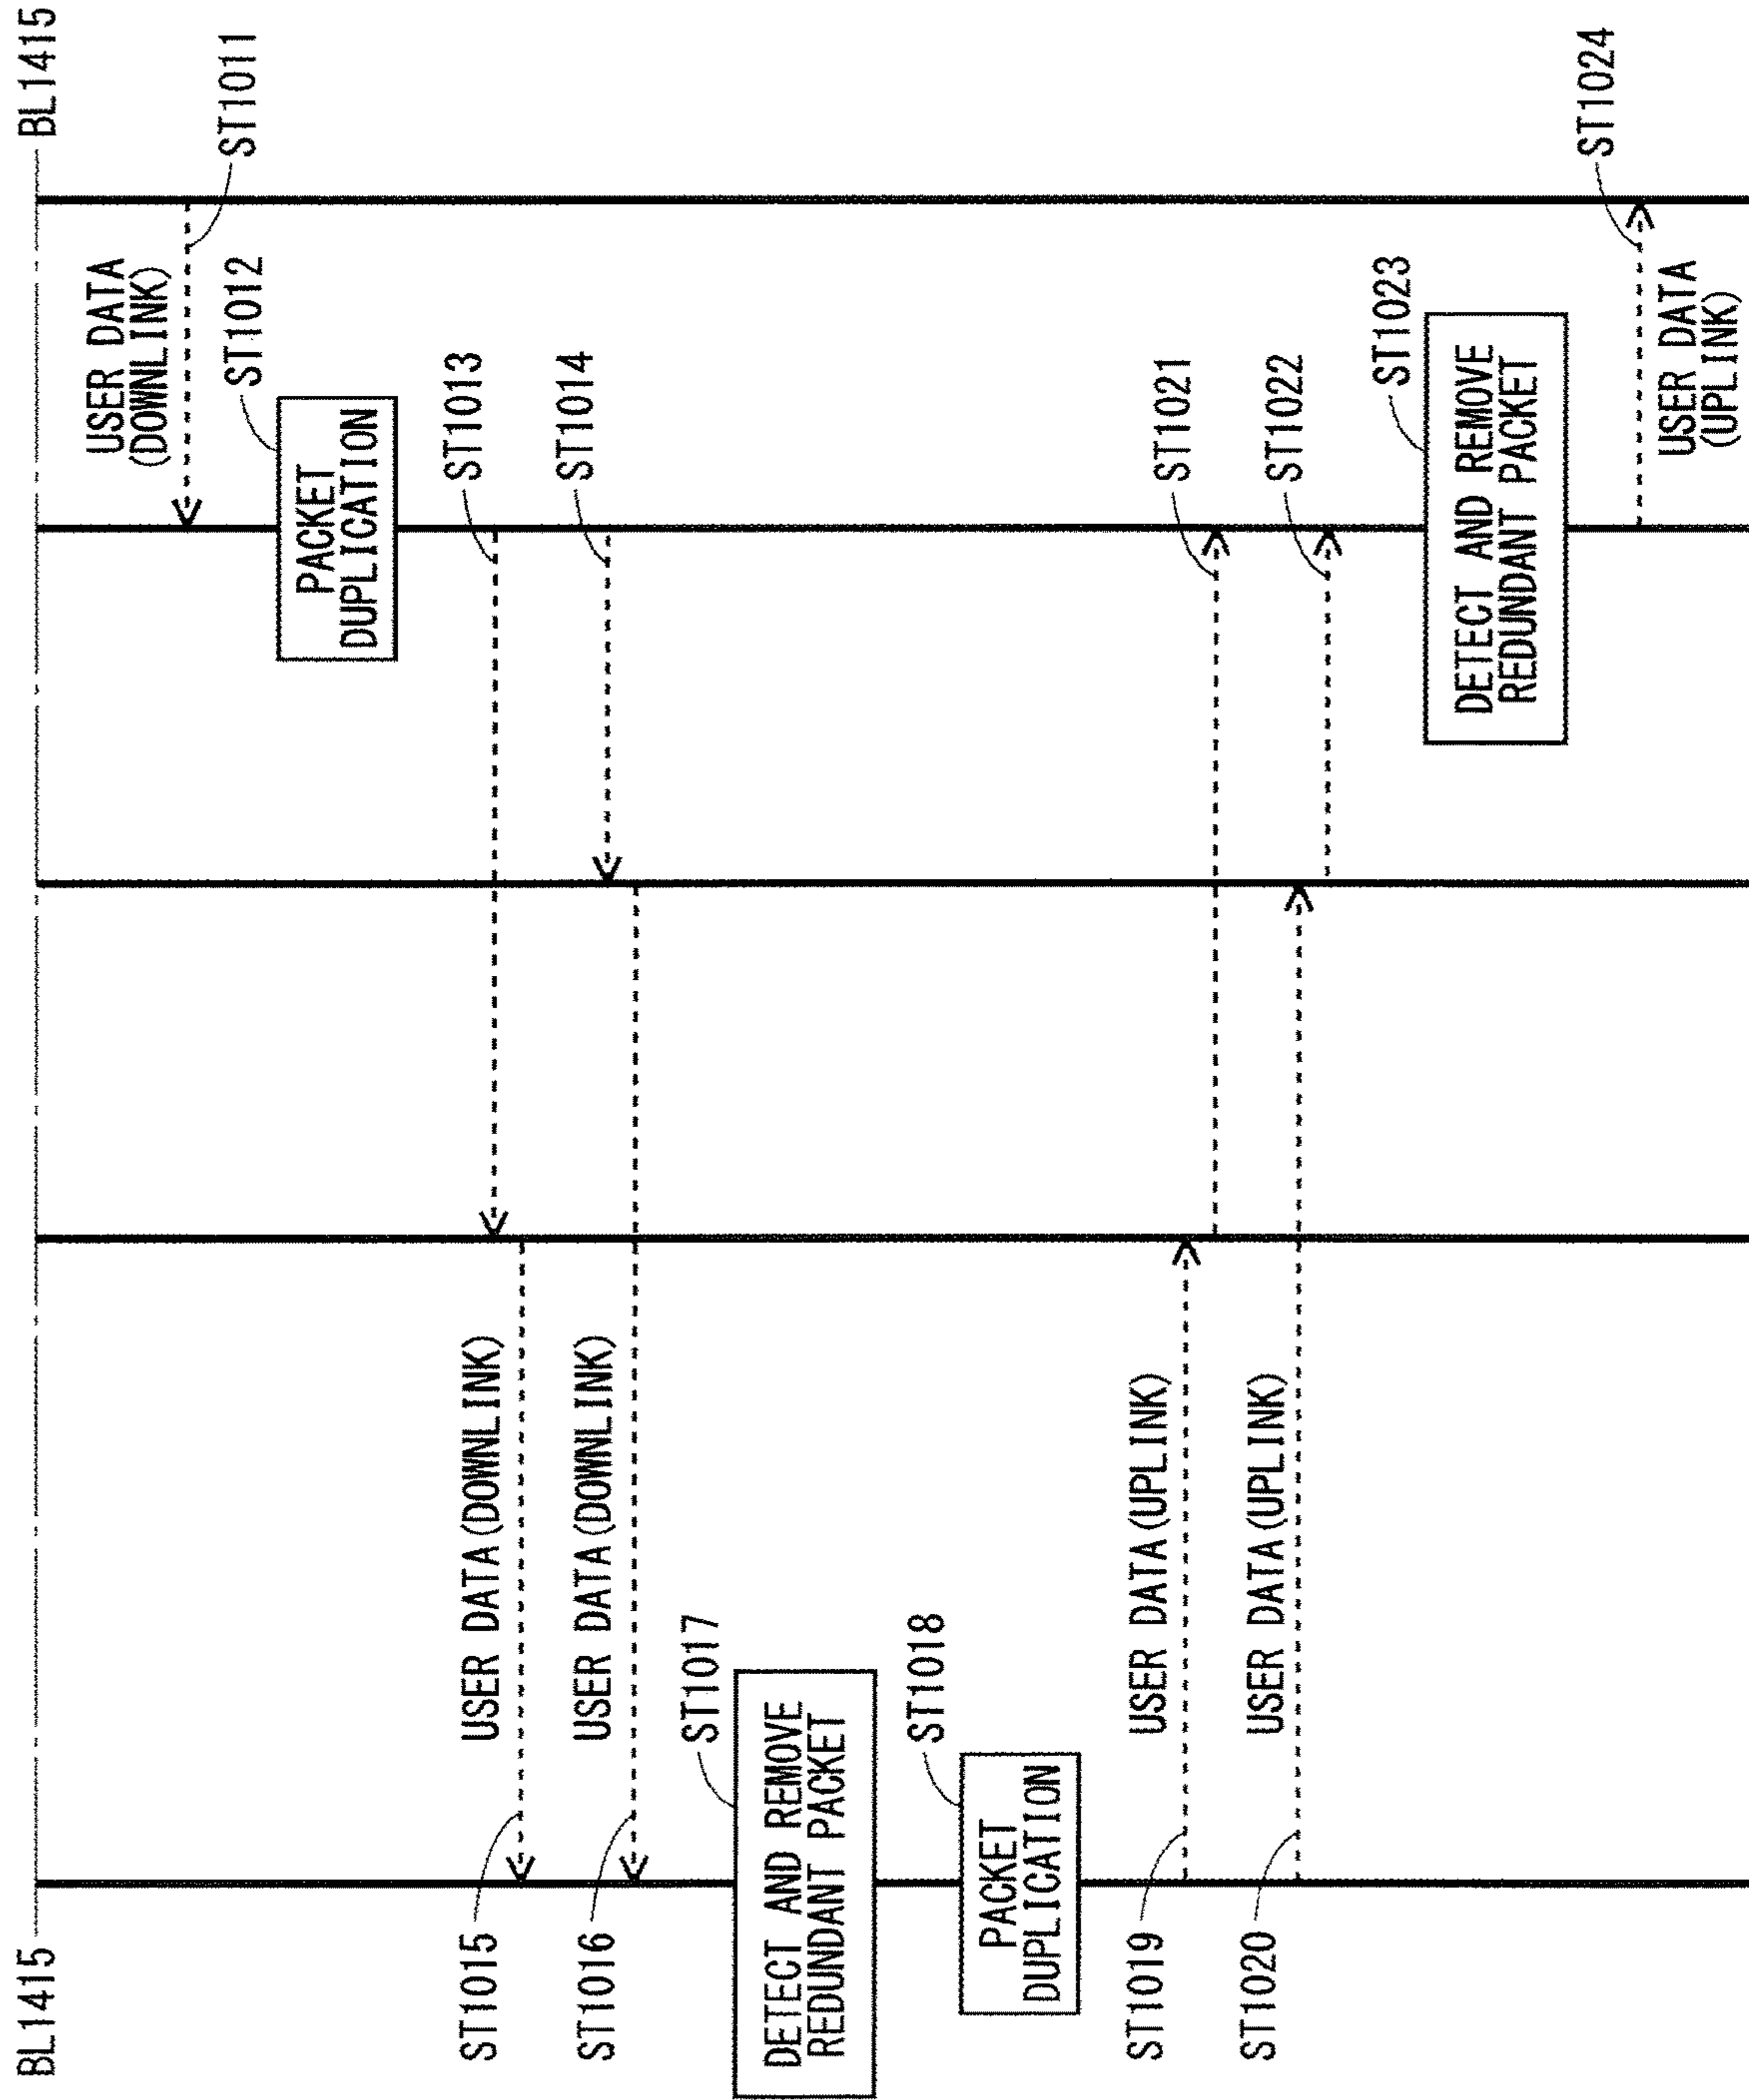 BL1415
BL1415
USER DATA
(DOWNLINK)
ST1011
ST1012
PACKET
DUPLICATION
ST1013
ST1014
USER DATA(DOWNLINK)
ST1015
USER DATA(DOWNLINK)
ST1016
ST1017
DETECT AND REMOVE
REDUNDANT PACKET
ST1018
PACKET
DUPLICATION
USER DATA(UPLINK)
ST1019
ST1021
USER DATA(UPLINK)
ST1020
ST1022
ST1023
DETECT AND REMOVE
REDUNDANT PACKET
ST1024
USER DATA
(UPLINK)